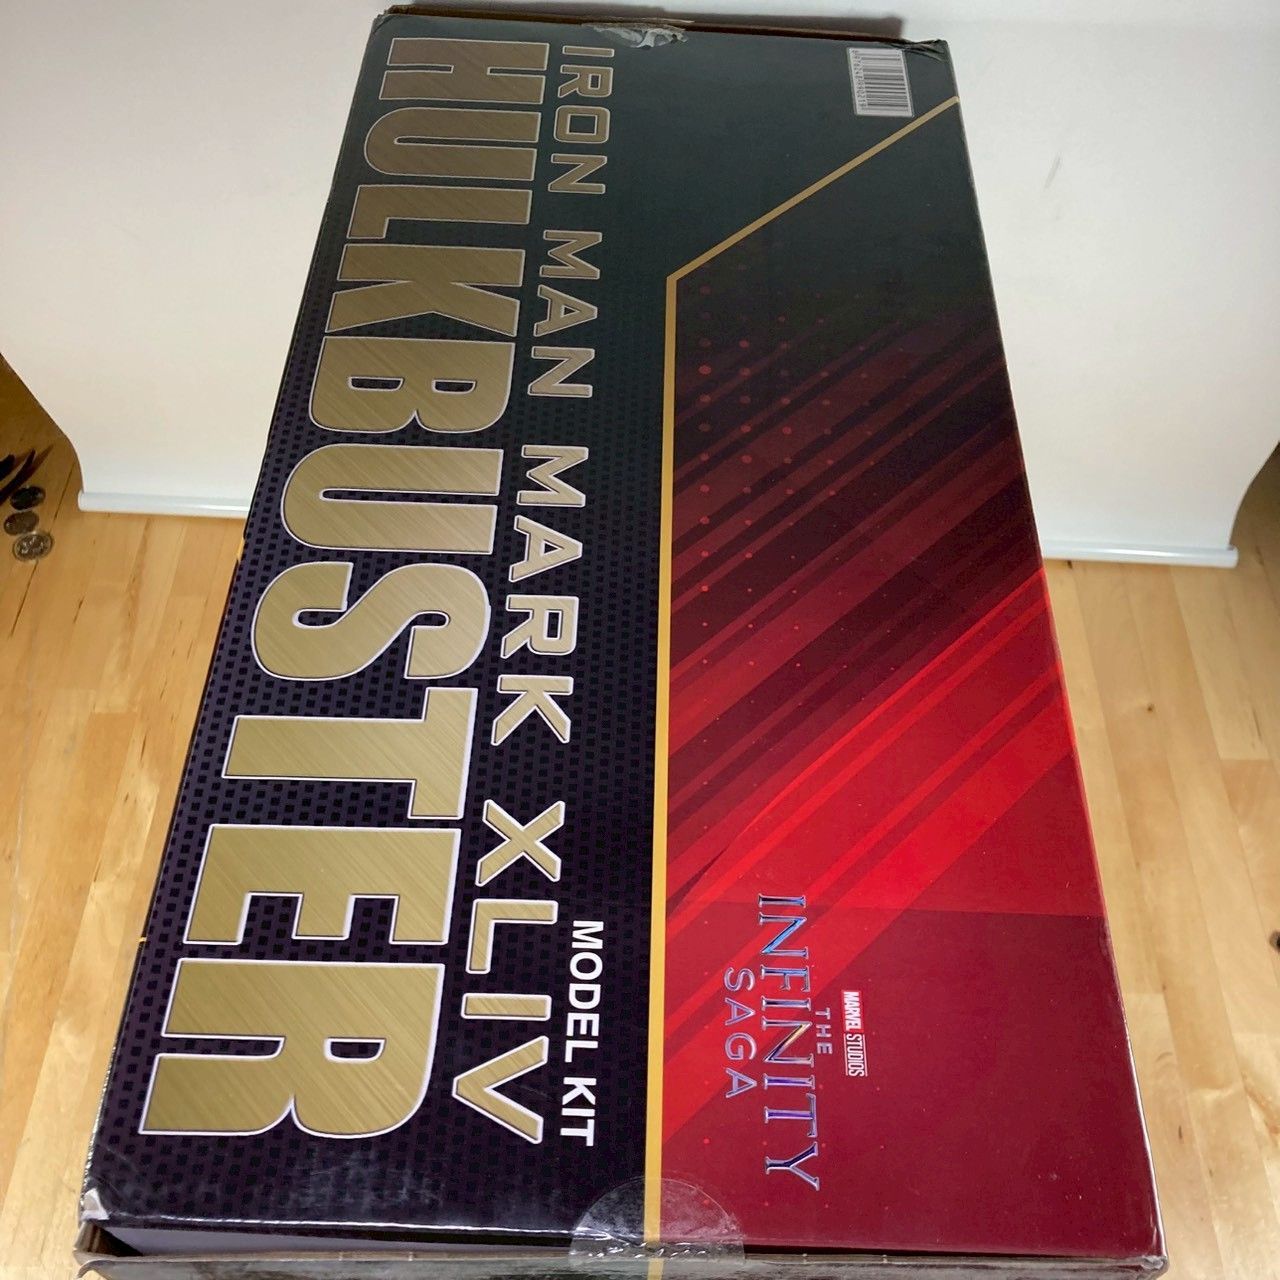 MARVEL STUDIOS
THE
INFINITY
SAGA
MODEL KIT
IRON MAN MARK XLIV
HULKBUSTER